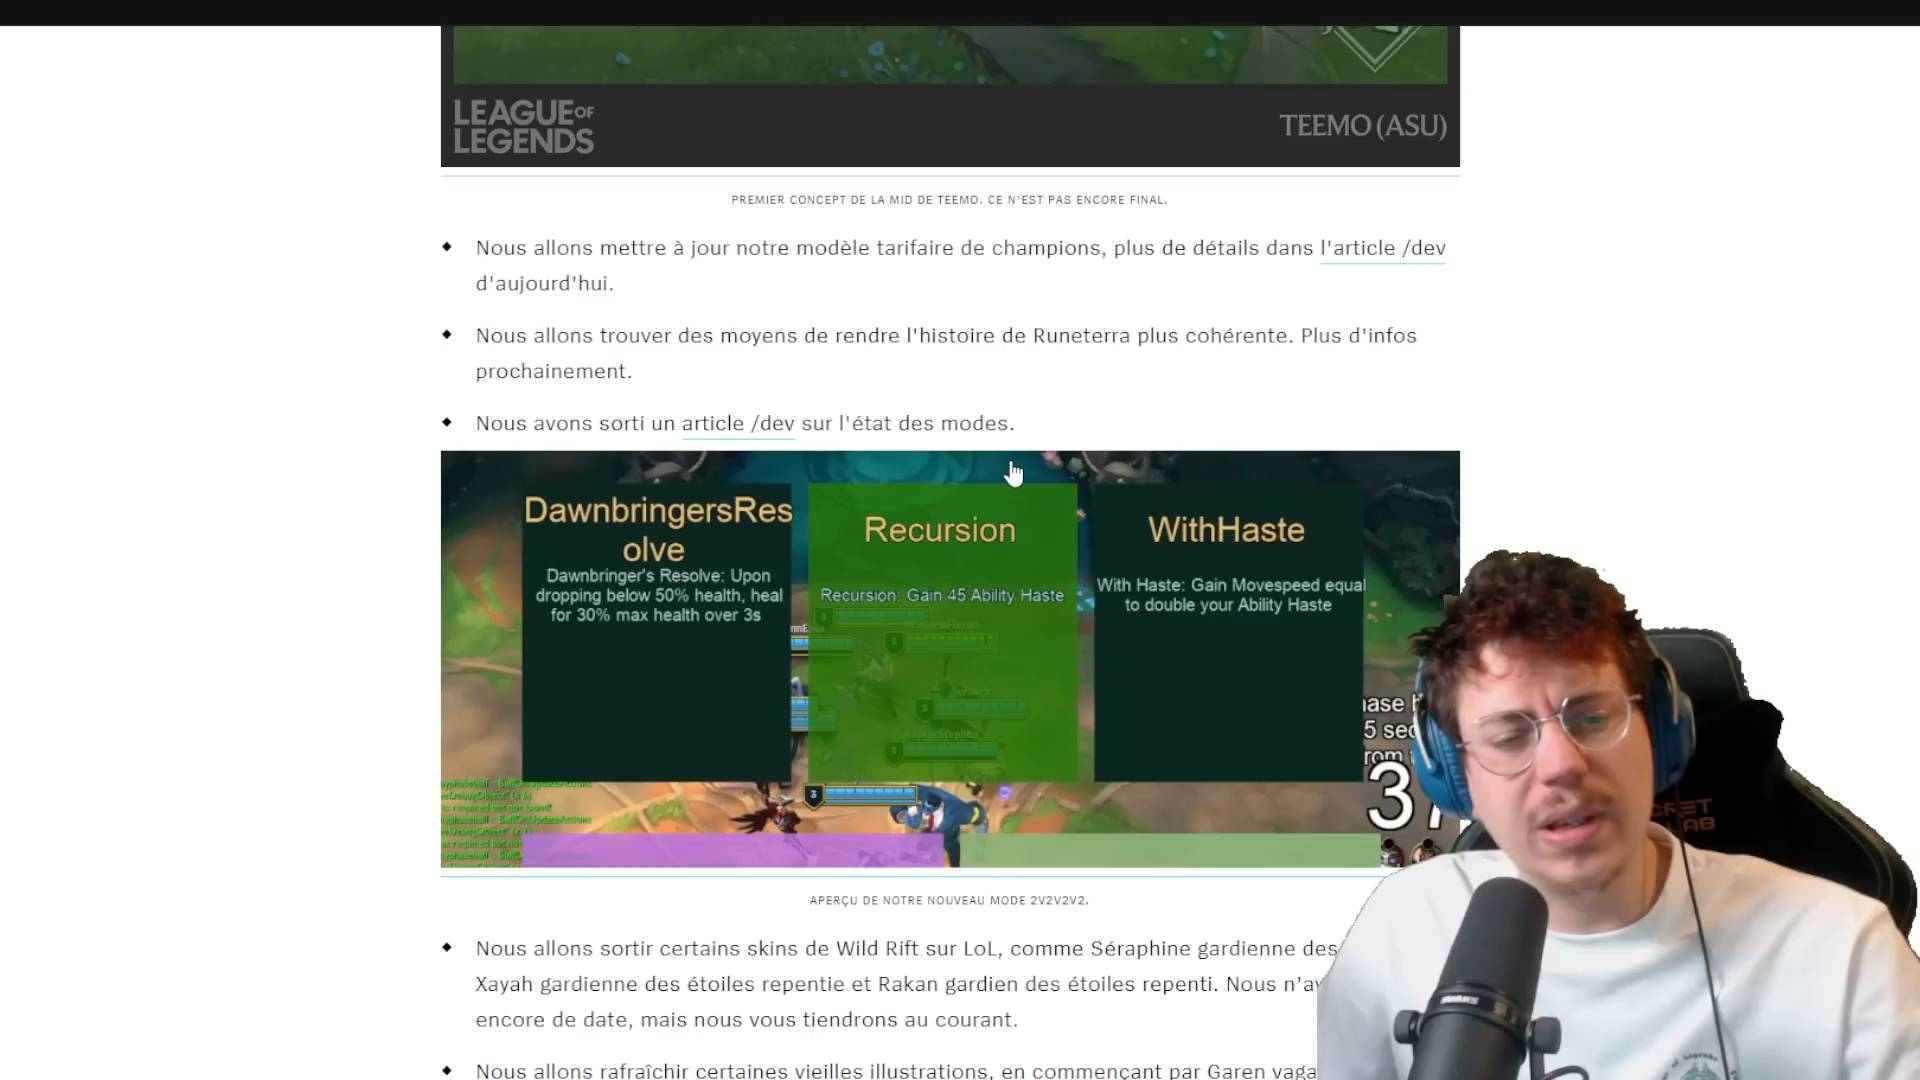 LEAGUE OF
LEGENDS
TEEMO (ASU)
PREMIER CONCEPT DE LA MID DE TEEMO. CE N'EST PAS ENCORE FINAL.
Nous allons mettre à jour notre modèle tarifaire de champions, plus de détails dans l'article /dev
d'aujourd'hui.
Nous allons trouver des moyens de rendre l'histoire de Runeterra plus cohérente. Plus d'infos
prochainement.
Nous avons sorti un article /dev sur l'état des modes.
DawnbringersRes
olve
Dawnbringer's Resolve: Upon
dropping below 50% health, heal
for 30% max health over 3s
Recursion
Recursion: Gain 45 Ability Haste
WithHaste
With Haste: Gain Movespeed equal
to double your Ability Haste
5 sec
3
APERÇU DE NOTRE NOUVEAU MODE 2V2V2V2.
Nous allons sortir certains skins de Wild Rift sur LoL, comme Séraphine gardienne des
Xayah gardienne des étoiles repentie et Rakan gardien des étoiles repenti. Nous n'av
encore de date, mais nous vous tiendrons au courant.
Nous allons rafraîchir certaines vieilles illustrations, en commençant par Garen vaga